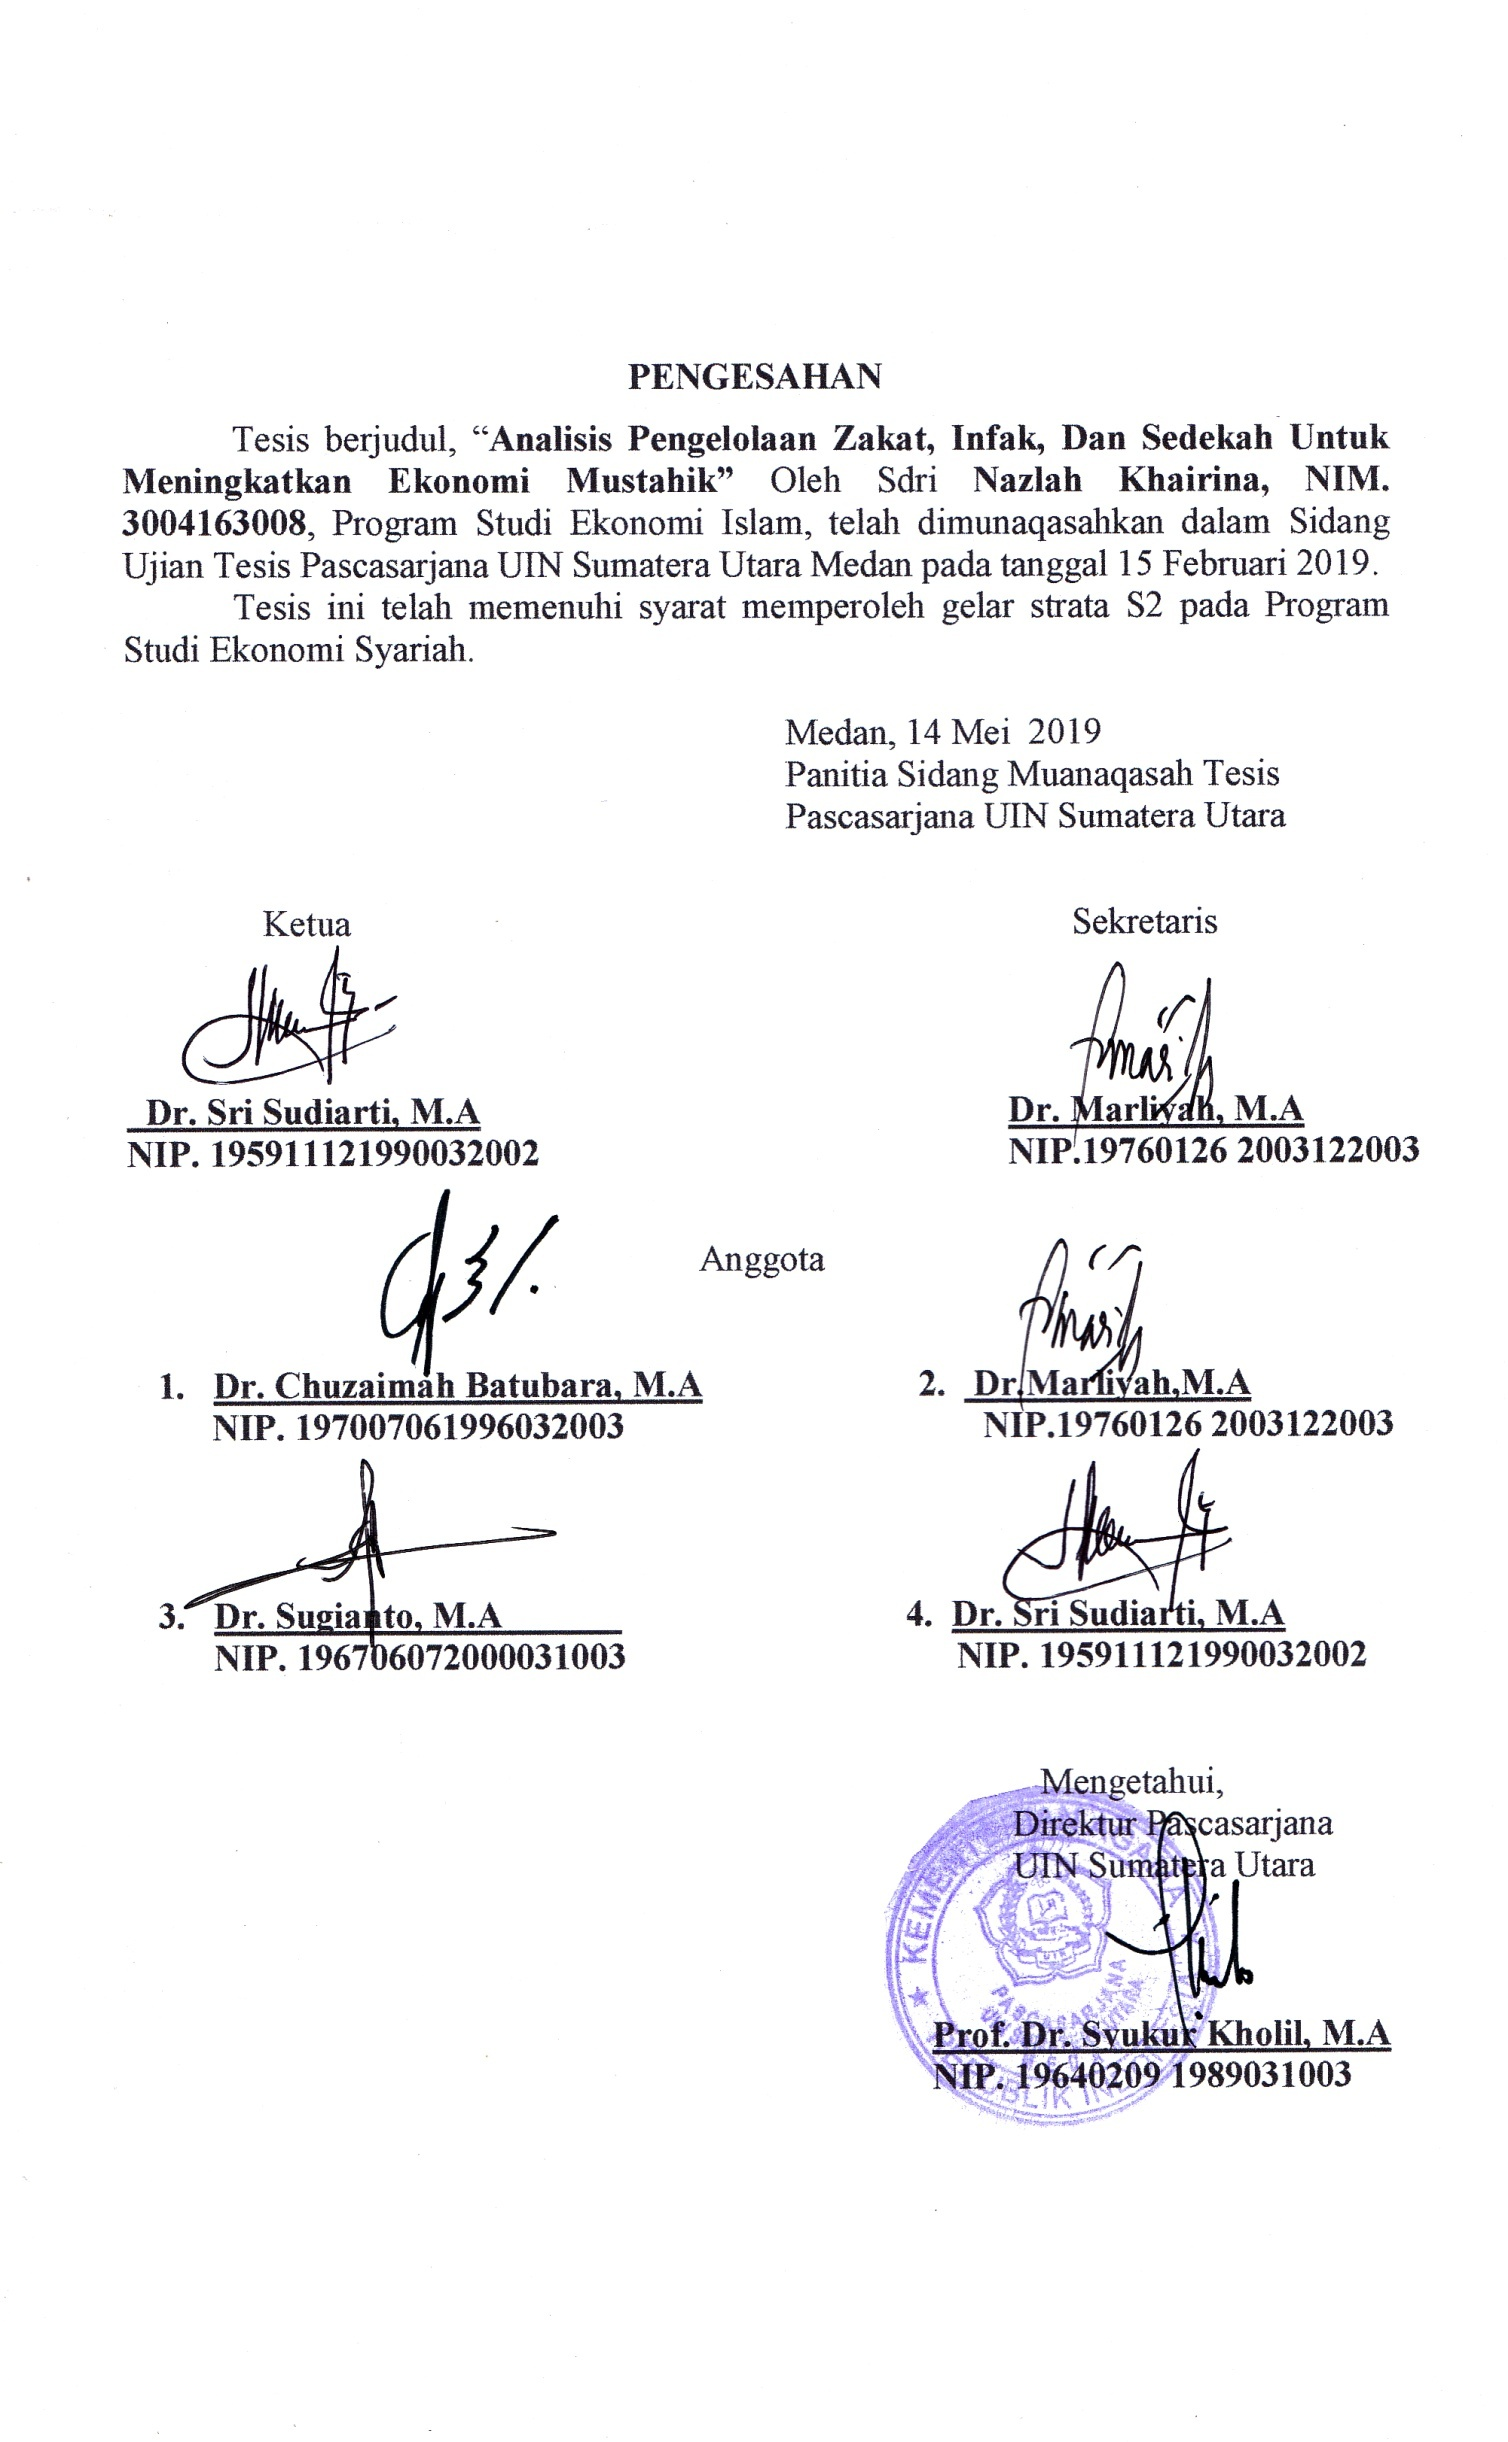 PENGESAHAN
Tesis berjudul, “Analisis Pengelolaan Zakat, Infak, Dan Sedekah Untuk
Meningkatkan Ekonomi Mustahik” Oleh Sdri Nazlah Khairina, NIM.
3004163008, Program Studi Ekonomi Islam, telah dimunaqasahkan dalam Sidang
Ujian Tesis Pascasarjana UIN Sumatera Utara Medan pada tanggal 15 Februari 2019.
Tesis ini telah memenuhi syarat memperoleh gelar strata S2 pada Program
Studi Ekonomi Syariah.
Medan, 14 Mei 2019
Panitia Sidang Muanaqasah Tesis
Pascasarjana UIN Sumatera Utara
Ketua
Sekretaris
Dr. Sri Sudiarti, M.A
NIP. 195911121990032002
Dr. Marliyah, M.A
NIP.19760126 2003122003
Anggota
1. Dr. Chuzaimah Batubara, M.A
NIP. 197007061996032003
2. Dr.Marliyah,M.A
NIP.19760126 2003122003
3. Dr. Sugianto, M.A
NIP. 196706072000031003
4. Dr. Sri Sudiarti, M.A
NIP. 195911121990032002
Mengetahui,
Direktur Pascasarjana
UIN Sumatera Utara
UIN
PASCASARJANA
Prof. Dr. Syukur Kholil, M.A
NIP. 19640209 1989031003